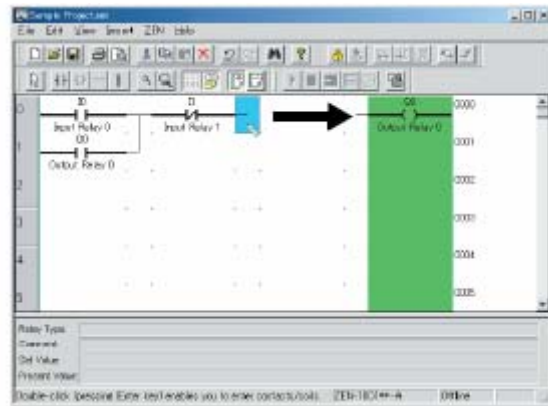 Sample Project.zen
File Edit View Insert ZEN Help
0 I0 I1 Q0 0000
Input Relay 0 Input Relay 1 Output Relay 0
1 Q0 0001
Output Relay 0
2 0002
3 0003
4 0004
5 0005
Relay Type:
Comment:
Set Value:
Present Value:
Double-click (pressing Enter key) enables you to enter contacts/coils. Offline